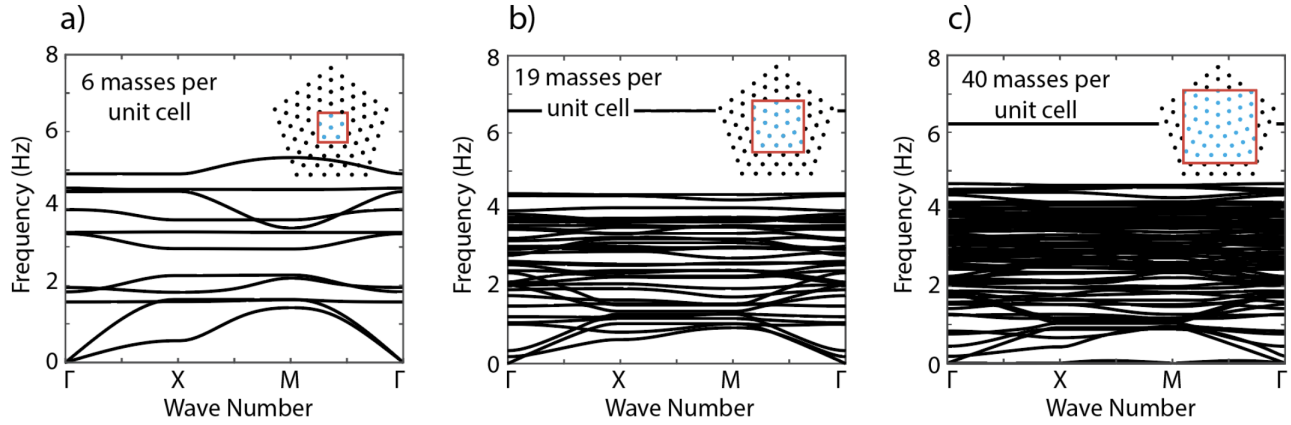 a)
8
6
4
2
0
Frequency (Hz)
6 masses per
unit cell
Γ X M Γ
Wave Number
b)
8
6
4
2
0
Frequency (Hz)
19 masses per
unit cell
Γ X M Γ
Wave Number
c)
8
6
4
2
0
Frequency (Hz)
40 masses per
unit cell
Γ X M Γ
Wave Number